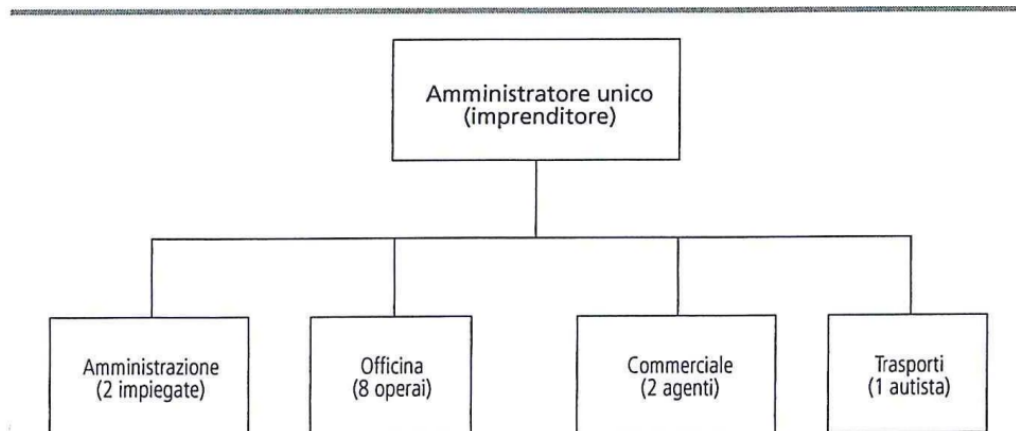 Amministratore unico
(imprenditore)
Amministrazione
(2 impiegate)
Officina
(8 operai)
Commerciale
(2 agenti)
Trasporti
(1 autista)